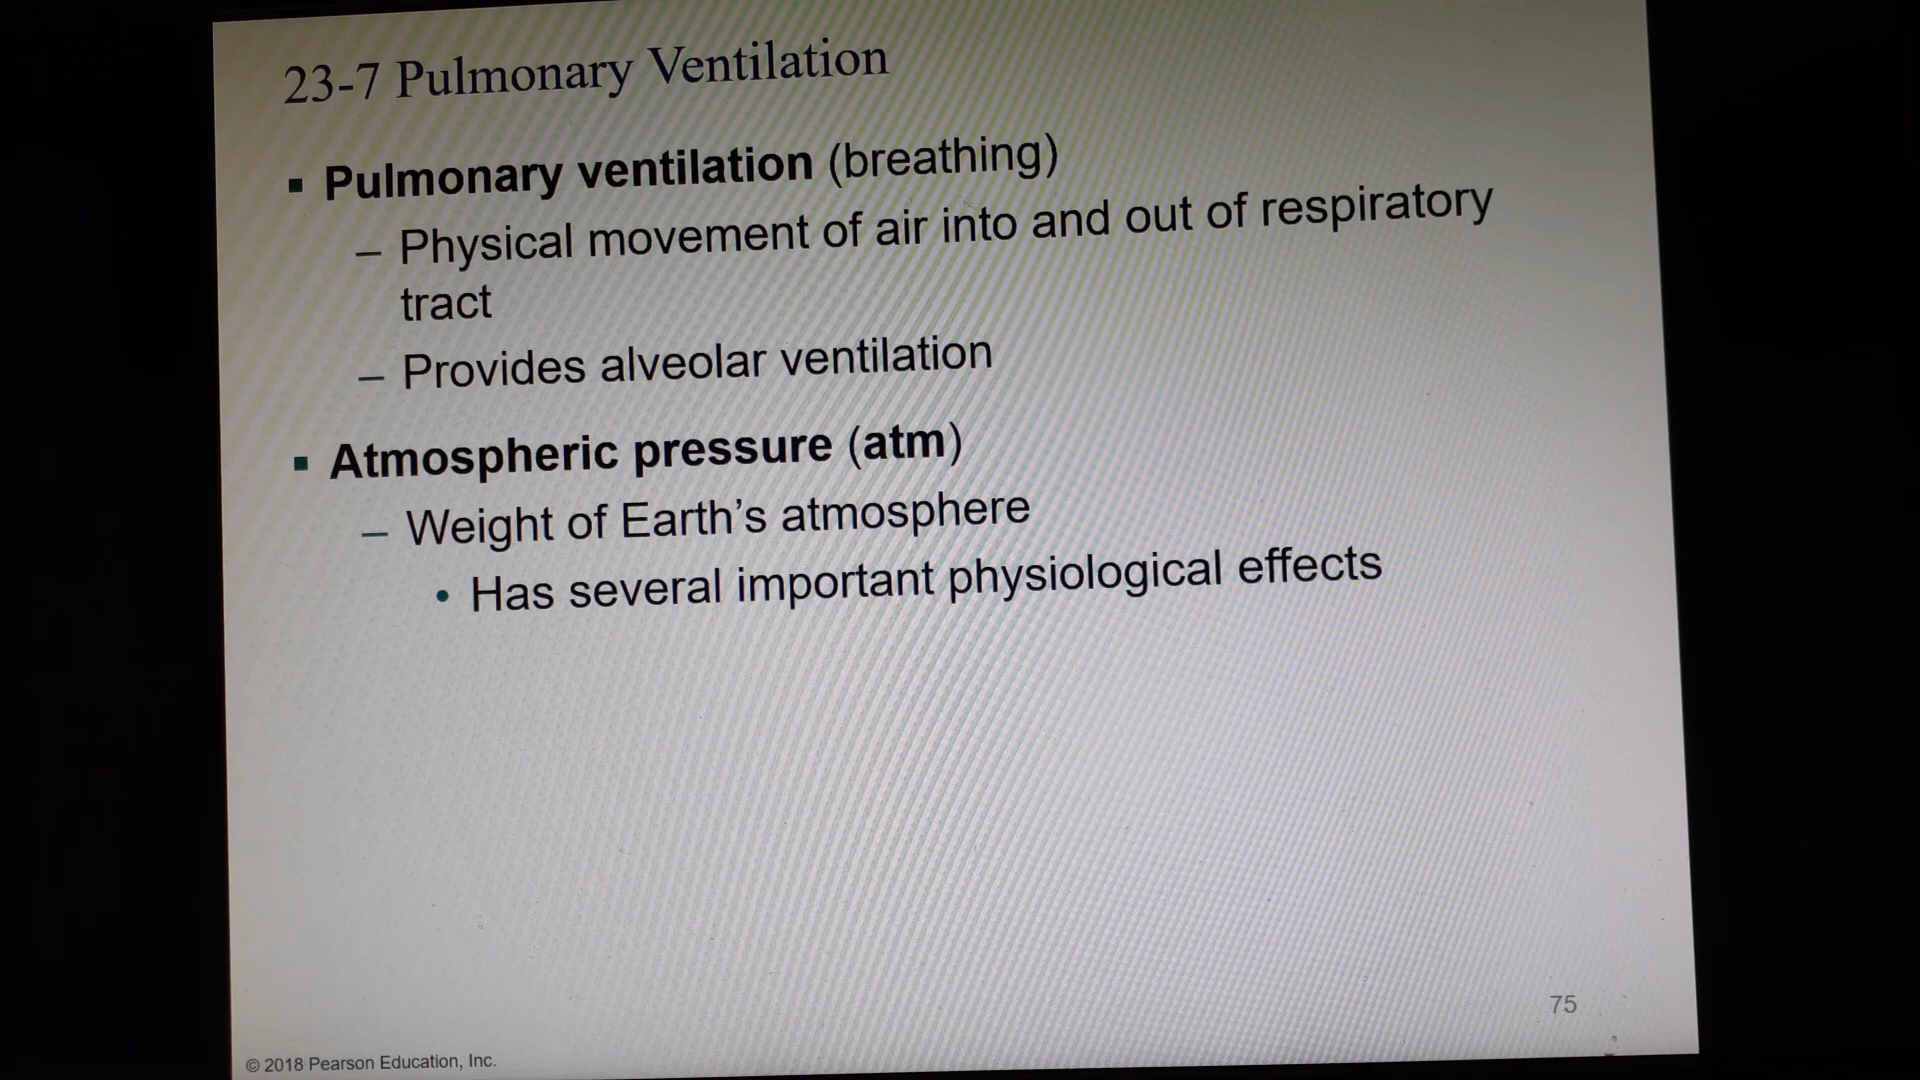 23-7 Pulmonary Ventilation
▪ Pulmonary ventilation (breathing)
– Physical movement of air into and out of respiratory
tract
– Provides alveolar ventilation
▪ Atmospheric pressure (atm)
– Weight of Earth’s atmosphere
• Has several important physiological effects
75
© 2018 Pearson Education, Inc.